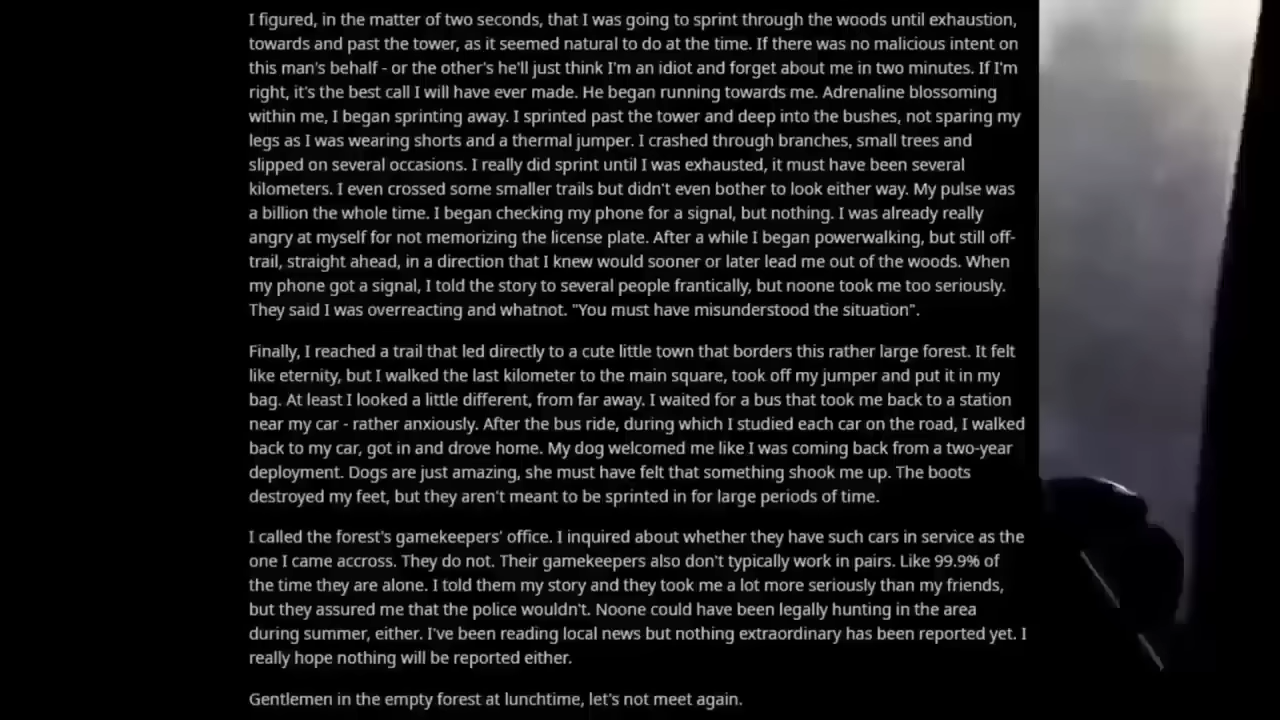 I figured, in the matter of two seconds, that I was going to sprint through the woods until exhaustion,
towards and past the tower, as it seemed natural to do at the time. If there was no malicious intent on
this man's behalf - or the other's he'll just think I'm an idiot and forget about me in two minutes. If I'm
right, it's the best call I will have ever made. He began running towards me. Adrenaline blossoming
within me, I began sprinting away. I sprinted past the tower and deep into the bushes, not sparing my
legs as I was wearing shorts and a thermal jumper. I crashed through branches, small trees and
slipped on several occasions. I really did sprint until I was exhausted, it must have been several
kilometers. I even crossed some smaller trails but didn't even bother to look either way. My pulse was
a billion the whole time. I began checking my phone for a signal, but nothing. I was already really
angry at myself for not memorizing the license plate. After a while I began powerwalking, but still off-
trail, straight ahead, in a direction that I knew would sooner or later lead me out of the woods. When
my phone got a signal, I told the story to several people frantically, but noone took me too seriously.
They said I was overreacting and whatnot. "You must have misunderstood the situation".
Finally, I reached a trail that led directly to a cute little town that borders this rather large forest. It felt
like eternity, but I walked the last kilometer to the main square, took off my jumper and put it in my
bag. At least I looked a little different, from far away. I waited for a bus that took me back to a station
near my car - rather anxiously. After the bus ride, during which I studied each car on the road, I walked
back to my car, got in and drove home. My dog welcomed me like I was coming back from a two-year
deployment. Dogs are just amazing, she must have felt that something shook me up. The boots
destroyed my feet, but they aren't meant to be sprinted in for large periods of time.
I called the forest's gamekeepers' office. I inquired about whether they have such cars in service as the
one I came accross. They do not. Their gamekeepers also don't typically work in pairs. Like 99.9% of
the time they are alone. I told them my story and they took me a lot more seriously than my friends,
but they assured me that the police wouldn't. Noone could have been legally hunting in the area
during summer, either. I've been reading local news but nothing extraordinary has been reported yet. I
really hope nothing will be reported either.
Gentlemen in the empty forest at lunchtime, let's not meet again.